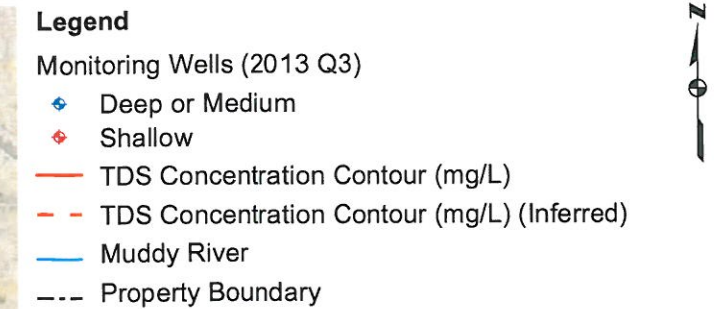 Legend
Z
Monitoring Wells (2013 Q3)
Deep or Medium
Shallow
TDS Concentration Contour (mg/L)
TDS Concentration Contour (mg/L) (Inferred)
Muddy River
Property Boundary